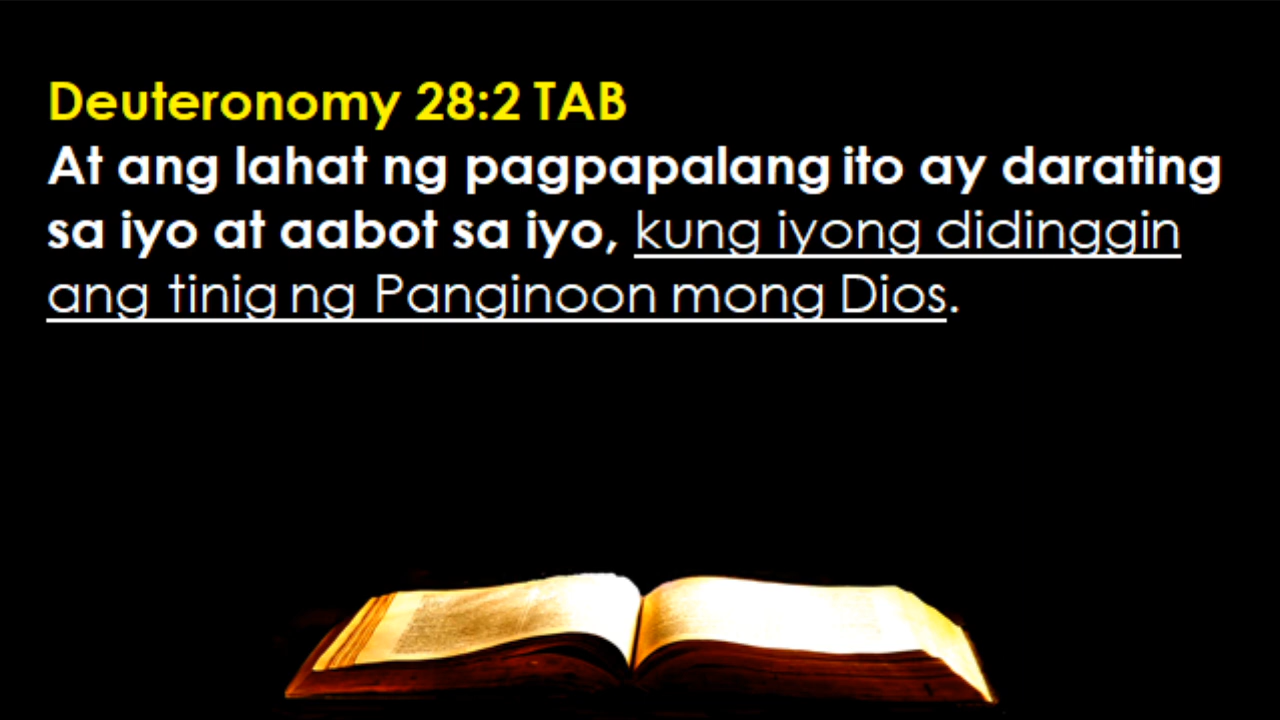 Deuteronomy 28:2 TAB
At ang lahat ng pagpapalang ito ay darating
sa iyo at aabot sa iyo, kung iyong didinggin
ang tinig ng Panginoon mong Dios.